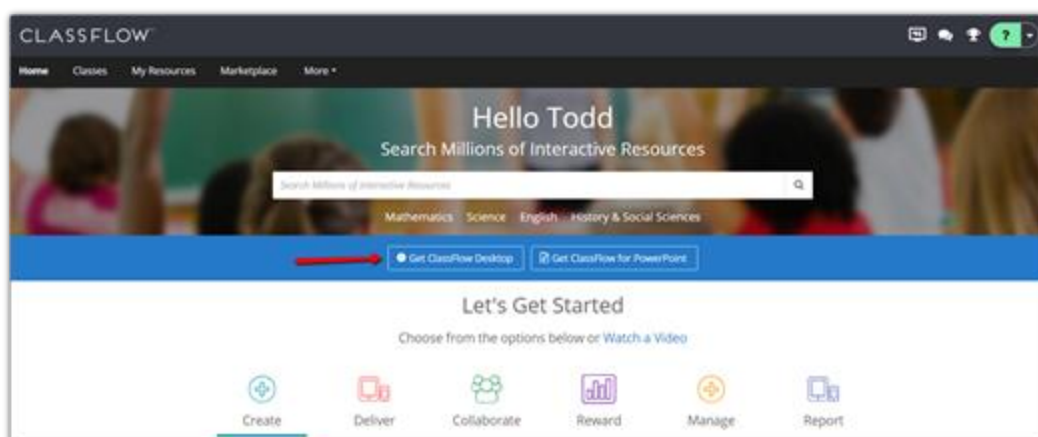 CLASSFLOW
?
Home Classes My Resources Marketplace More
Hello Todd
Search Millions of Interactive Resources
Search Millions of Interactive Resources
Mathematics Science English History & Social Sciences
Get ClassFlow Desktop Get ClassFlow for PowerPoint
Let's Get Started
Choose from the options below or Watch a Video
Create Deliver Collaborate Reward Manage Report